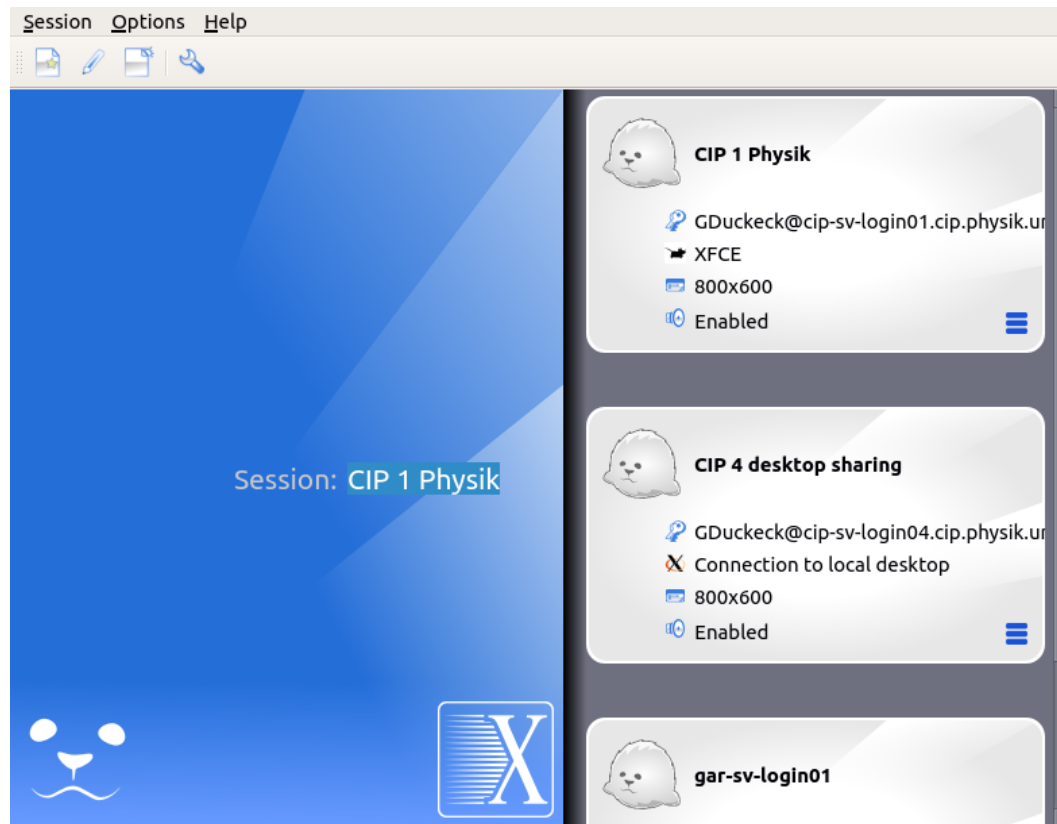 Session Options Help
Session: CIP 1 Physik
CIP 1 Physik
GDuckeck@cip-sv-login01.cip.physik.ur
XFCE
800x600
Enabled
CIP 4 desktop sharing
GDuckeck@cip-sv-login04.cip.physik.ur
Connection to local desktop
800x600
Enabled
gar-sv-login01
X